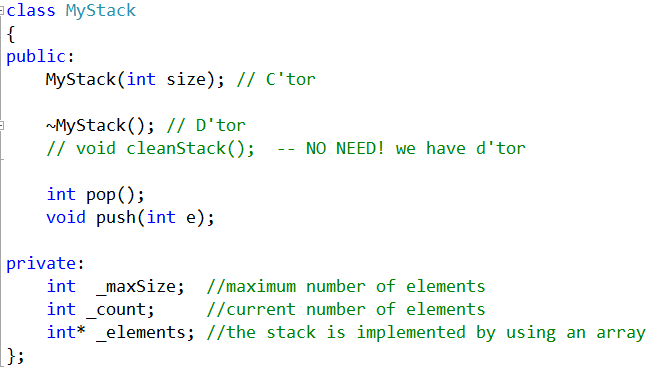 class MyStack
{
public:
    MyStack(int size); // C'tor

    ~MyStack(); // D'tor
    // void cleanStack();  -- NO NEED! we have d'tor

    int pop();
    void push(int e);

private:
    int  _maxSize;  //maximum number of elements
    int _count;     //current number of elements
    int* _elements; //the stack is implemented by using an array
};